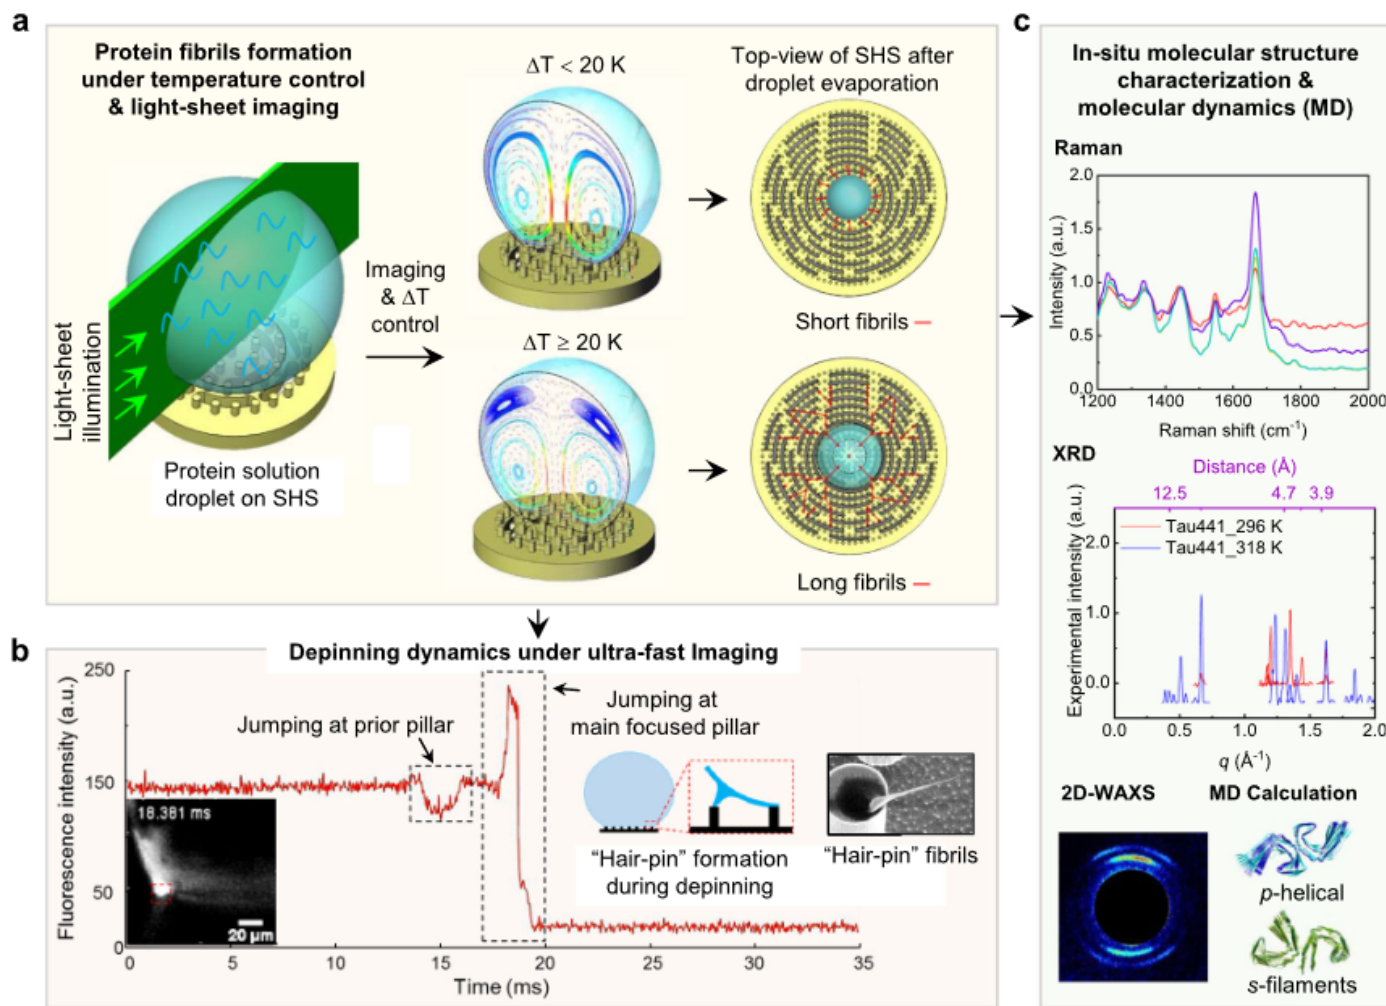 a
Protein fibrils formation
under temperature control
& light-sheet imaging
ΔT < 20 K
Top-view of SHS after
droplet evaporation
Light-sheet
illumination
Imaging
& ΔT
control
Short fibrils
ΔT ≥ 20 K
Protein solution
droplet on SHS
Long fibrils
b
Depinning dynamics under ultra-fast Imaging
Fluorescence intensity (a.u.)
250
150
50
0
Jumping at prior pillar
Jumping at
main focused pillar
18.381 ms
20 µm
"Hair-pin" formation
during depinning
"Hair-pin" fibrils
0 5 10 15 20 25 30 35
Time (ms)
c
In-situ molecular structure
characterization &
molecular dynamics (MD)
Raman
Intensity (a.u.)
2.0
1.5
1.0
0.5
0.0
1200 1400 1600 1800 2000
Raman shift (cm⁻¹)
XRD
Distance (Å)
12.5 4.7 3.9
Experimental intensity (a.u.)
Tau441_296 K
Tau441_318 K
2.0
1.0
0.0
0.0 0.5 1.0 1.5 2.0
q (Å⁻¹)
2D-WAXS
MD Calculation
p-helical
s-filaments